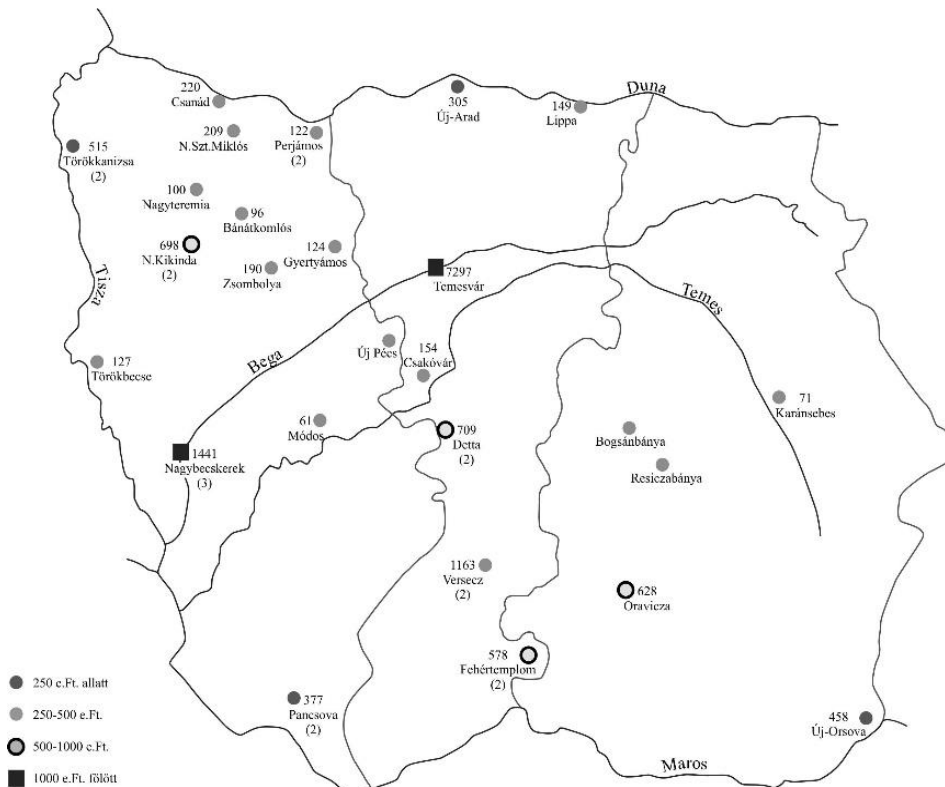 Duna
220
Csanád
305
Új-Arad
149
Lippa
209
N.Szt.Miklós
122
Perjámos
(2)
515
Törökkanizsa
(2)
100
Nagyteremia
96
Bánátkomlós
698
N.Kikinda
(2)
124
Gyertyámos
190
Zsombolya
7297
Temesvár
Tisza
Temes
Bega
Új Pécs
154
Csakóvár
127
Törökbecse
71
Karánsebes
61
Módos
709
Detta
(2)
Bogsánbánya
1441
Nagybecskerek
(3)
Resiczabánya
1163
Versecz
(2)
628
Oravicza
578
Fehértemplom
(2)
377
Pancsova
(2)
458
Új-Orsova
Maros
250 e.Ft. allatt
250-500 e.Ft.
500-1000 e.Ft.
1000 e.Ft. fölött